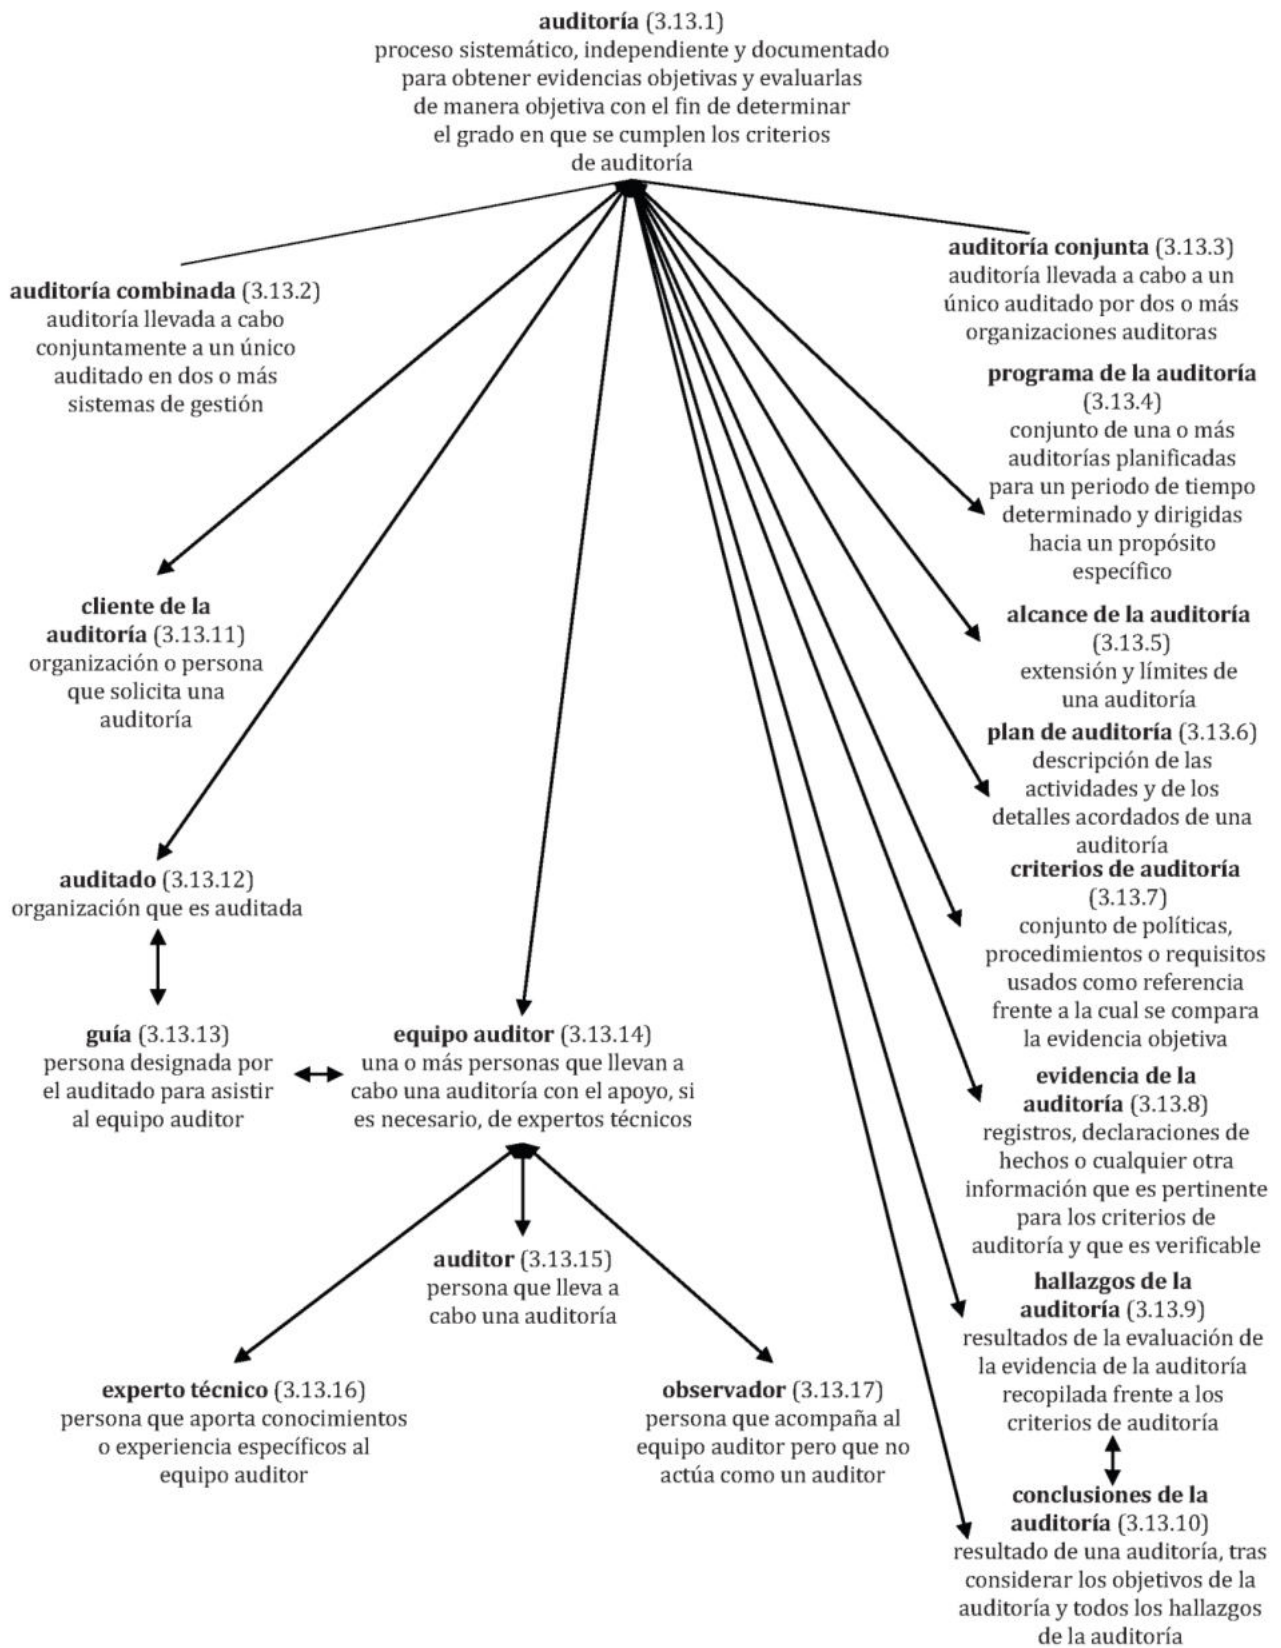 auditoría (3.13.1)
proceso sistemático, independiente y documentado
para obtener evidencias objetivas y evaluarlas
de manera objetiva con el fin de determinar
el grado en que se cumplen los criterios
de auditoría
auditoría combinada (3.13.2)
auditoría llevada a cabo
conjuntamente a un único
auditado en dos o más
sistemas de gestión
auditoría conjunta (3.13.3)
auditoría llevada a cabo a un
único auditado por dos o más
organizaciones auditoras
programa de la auditoría
(3.13.4)
conjunto de una o más
auditorías planificadas
para un periodo de tiempo
determinado y dirigidas
hacia un propósito
específico
alcance de la auditoría
(3.13.5)
extensión y límites de
una auditoría
plan de auditoría (3.13.6)
descripción de las
actividades y de los
detalles acordados de una
auditoría
criterios de auditoría
(3.13.7)
conjunto de políticas,
procedimientos o requisitos
usados como referencia
frente a la cual se compara
la evidencia objetiva
evidencia de la
auditoría (3.13.8)
registros, declaraciones de
hechos o cualquier otra
información que es pertinente
para los criterios de
auditoría y que es verificable
hallazgos de la
auditoría (3.13.9)
resultados de la evaluación de
la evidencia de la auditoría
recopilada frente a los
criterios de auditoría
conclusiones de la
auditoría (3.13.10)
resultado de una auditoría, tras
considerar los objetivos de la
auditoría y todos los hallazgos
de la auditoría
cliente de la
auditoría (3.13.11)
organización o persona
que solicita una
auditoría
auditado (3.13.12)
organización que es auditada
guía (3.13.13)
persona designada por
el auditado para asistir
al equipo auditor
equipo auditor (3.13.14)
una o más personas que llevan a
cabo una auditoría con el apoyo, si
es necesario, de expertos técnicos
auditor (3.13.15)
persona que lleva a
cabo una auditoría
experto técnico (3.13.16)
persona que aporta conocimientos
o experiencia específicos al
equipo auditor
observador (3.13.17)
persona que acompaña al
equipo auditor pero que no
actúa como un auditor